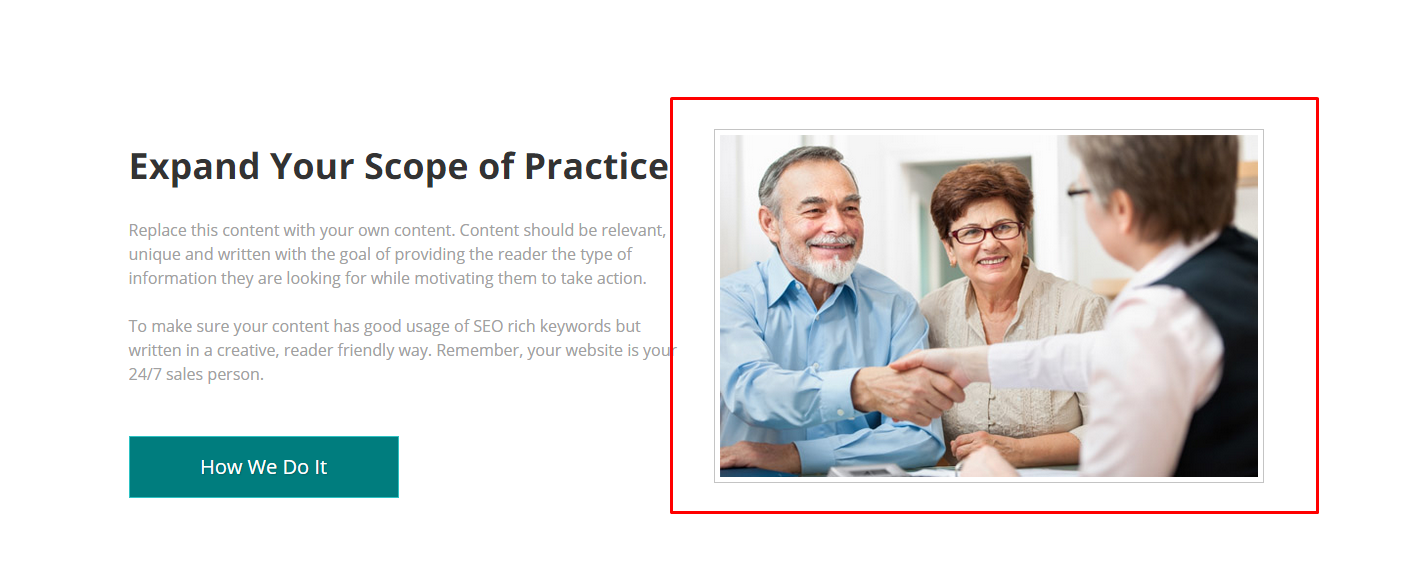 Expand Your Scope of Practice
Replace this content with your own content. Content should be relevant,
unique and written with the goal of providing the reader the type of
information they are looking for while motivating them to take action.
To make sure your content has good usage of SEO rich keywords but
written in a creative, reader friendly way. Remember, your website is your
24/7 sales person.
How We Do It